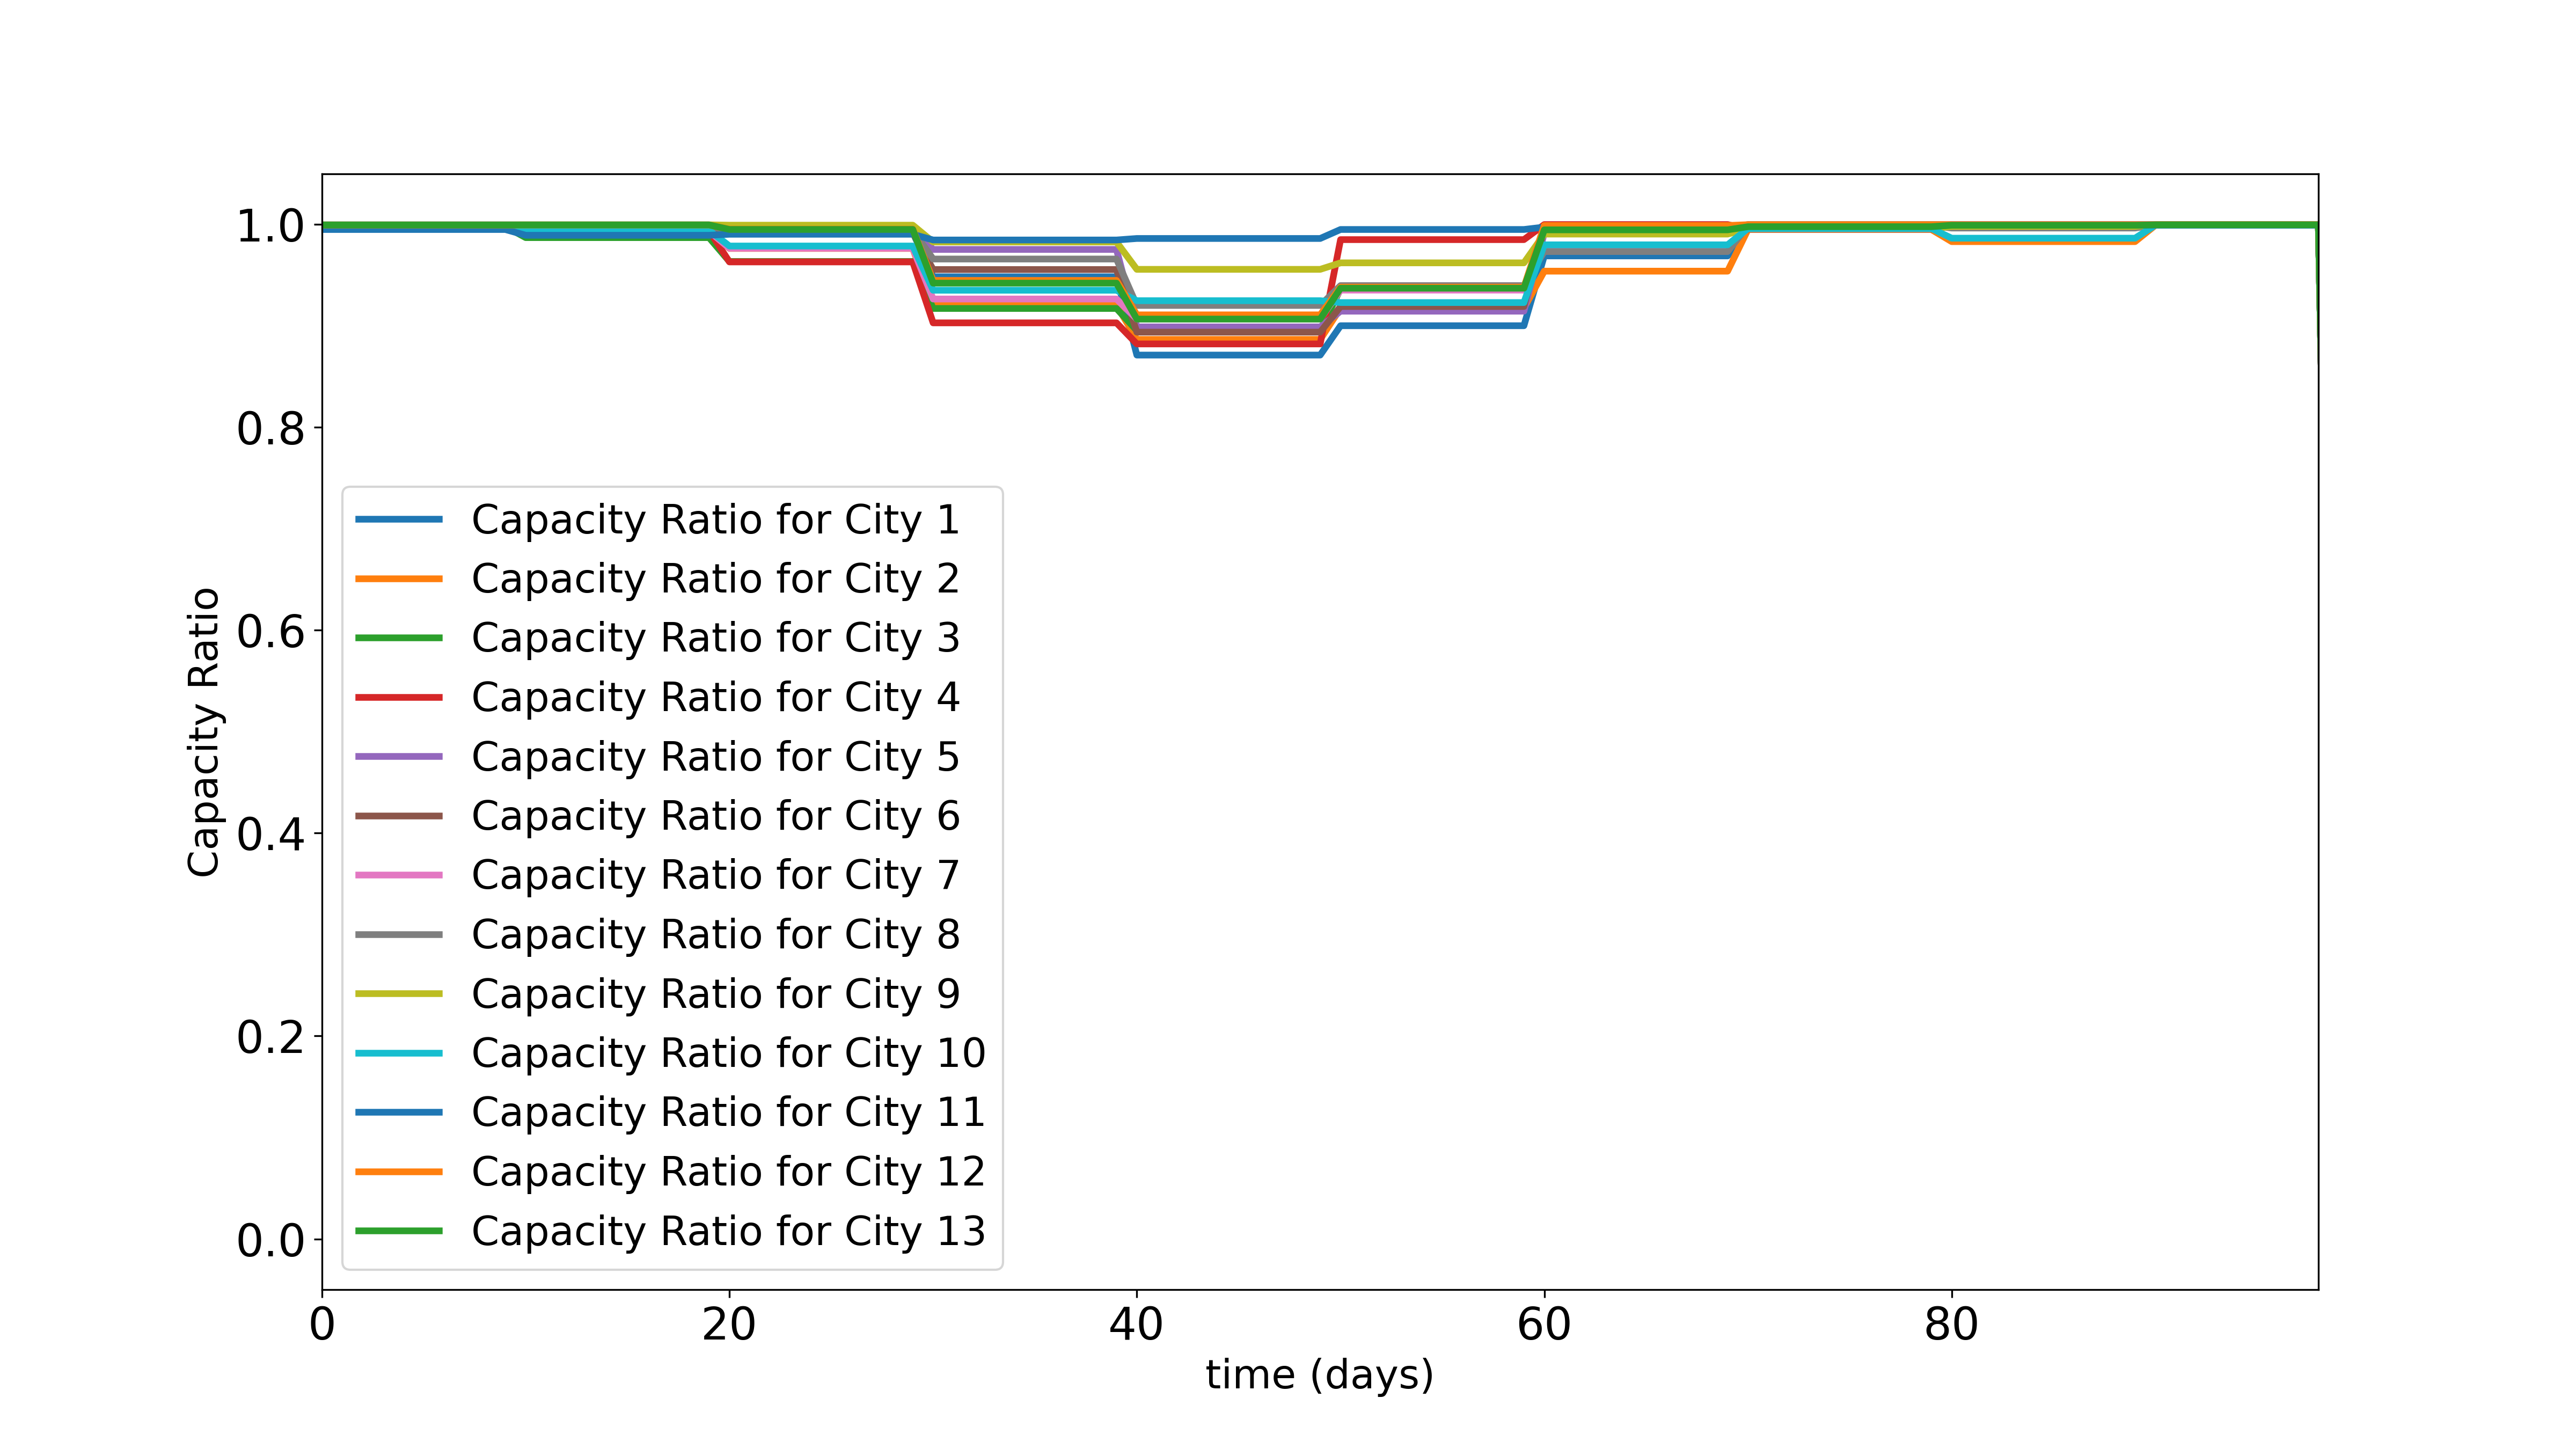 1.0
0.8
0.6
0.4
0.2
0.0
Capacity Ratio
Capacity Ratio for City 1
Capacity Ratio for City 2
Capacity Ratio for City 3
Capacity Ratio for City 4
Capacity Ratio for City 5
Capacity Ratio for City 6
Capacity Ratio for City 7
Capacity Ratio for City 8
Capacity Ratio for City 9
Capacity Ratio for City 10
Capacity Ratio for City 11
Capacity Ratio for City 12
Capacity Ratio for City 13
0 20 40 60 80
time (days)